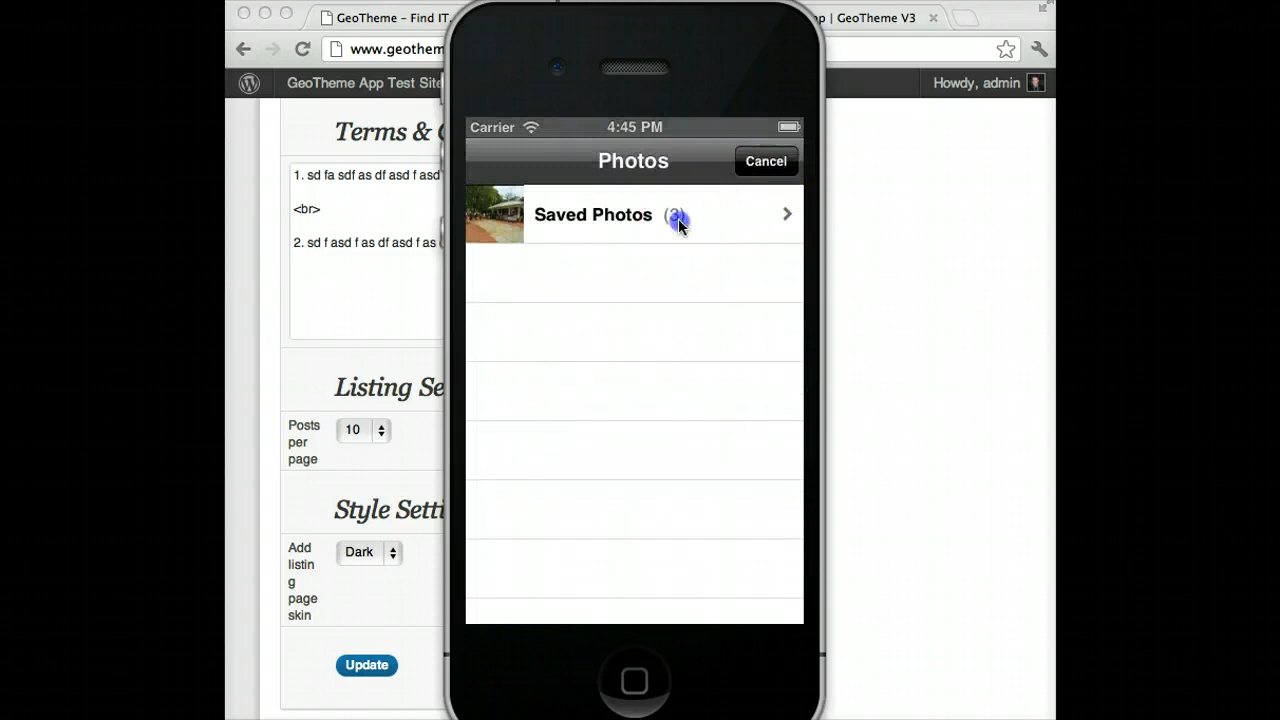 GeoTheme – Find IT.
p | GeoTheme V3
www.geothem
GeoTheme App Test Site
Howdy, admin
Terms &
1. sd fa sdf as df asd f asd
<br>
2. sd f asd f as df asd f as
Listing Se
Posts
per
page
10
Style Setti
Add
listin
g
page
skin
Dark
Update
Carrier
4:45 PM
Photos
Cancel
Saved Photos (3)